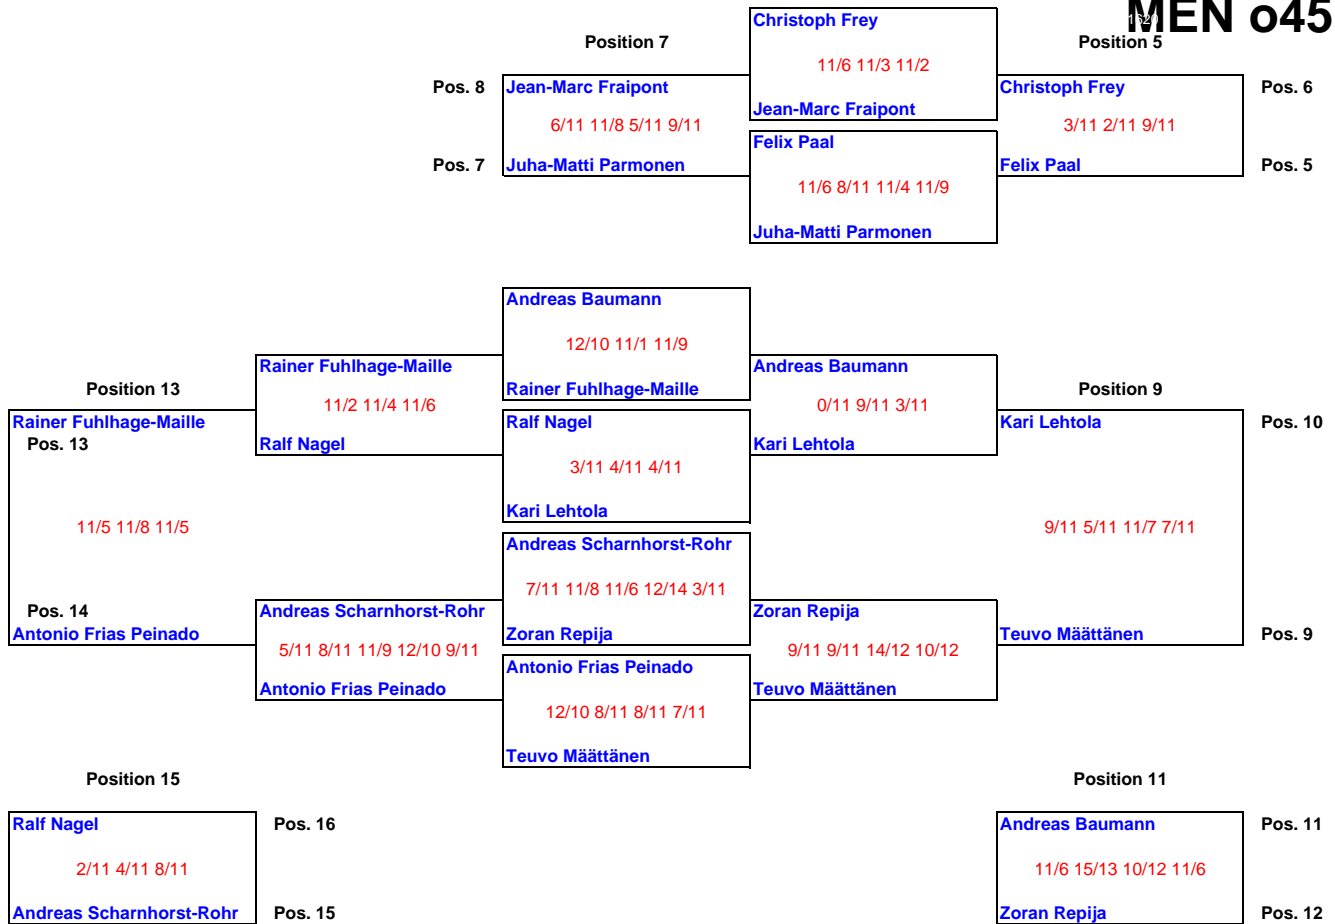 MEN o45
1620
Christoph Frey
Position 7
Position 5
11/6 11/3 11/2
Pos. 8
Jean-Marc Fraipont
Christoph Frey
Pos. 6
Jean-Marc Fraipont
6/11 11/8 5/11 9/11
3/11 2/11 9/11
Felix Paal
Pos. 7
Juha-Matti Parmonen
Felix Paal
Pos. 5
11/6 8/11 11/4 11/9
Juha-Matti Parmonen
Andreas Baumann
12/10 11/1 11/9
Rainer Fuhlhage-Maille
Andreas Baumann
Position 13
Rainer Fuhlhage-Maille
Position 9
11/2 11/4 11/6
0/11 9/11 3/11
Rainer Fuhlhage-Maille
Ralf Nagel
Kari Lehtola
Pos. 10
Pos. 13
Ralf Nagel
Kari Lehtola
3/11 4/11 4/11
Kari Lehtola
11/5 11/8 11/5
9/11 5/11 11/7 7/11
Andreas Scharnhorst-Rohr
7/11 11/8 11/6 12/14 3/11
Pos. 14
Andreas Scharnhorst-Rohr
Zoran Repija
Antonio Frias Peinado
Zoran Repija
Teuvo Määttänen
Pos. 9
5/11 8/11 11/9 12/10 9/11
9/11 9/11 14/12 10/12
Antonio Frias Peinado
Antonio Frias Peinado
Teuvo Määttänen
12/10 8/11 8/11 7/11
Teuvo Määttänen
Position 15
Position 11
Ralf Nagel
Pos. 16
Andreas Baumann
Pos. 11
2/11 4/11 8/11
11/6 15/13 10/12 11/6
Andreas Scharnhorst-Rohr
Pos. 15
Zoran Repija
Pos. 12